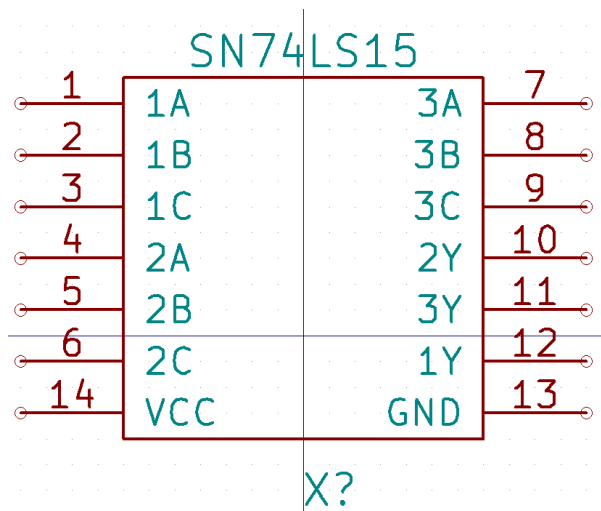 SN74LS15
1 1A 3A 7
2 1B 3B 8
3 1C 3C 9
4 2A 2Y 10
5 2B 3Y 11
6 2C 1Y 12
14 VCC GND 13
X?